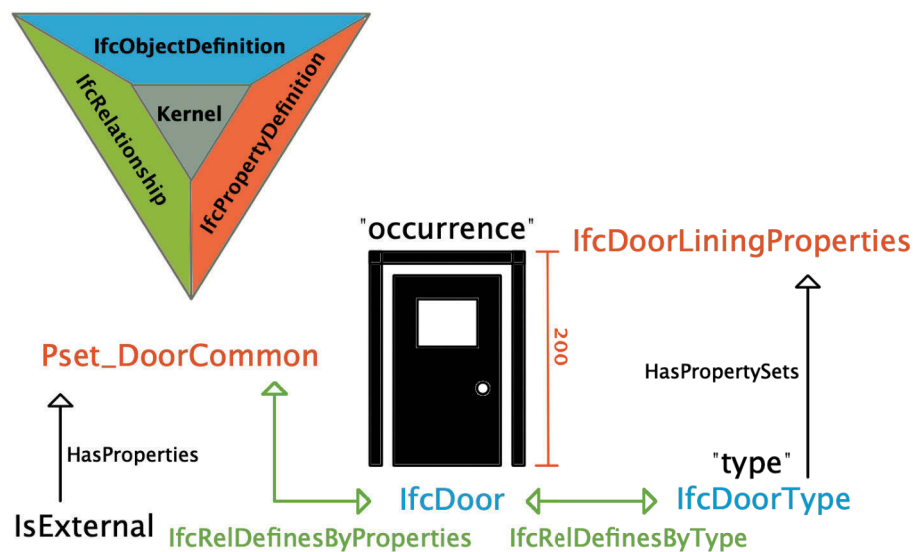 IfcObjectDefinition
IfcRelationship
Kernel
IfcPropertyDefinition
"occurrence"
IfcDoorLiningProperties
200
Pset_DoorCommon
HasPropertySets
HasProperties
"type"
IfcDoor
IfcDoorType
IsExternal
IfcRelDefinesByProperties
IfcRelDefinesByType